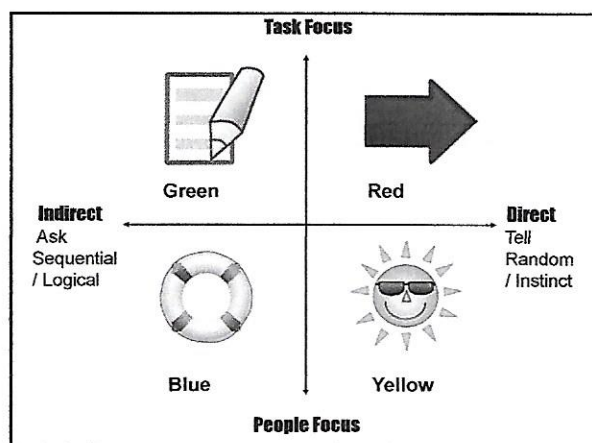 Task Focus
Green
Red
Indirect
Ask
Sequential
/ Logical
Direct
Tell
Random
/ Instinct
Blue
Yellow
People Focus